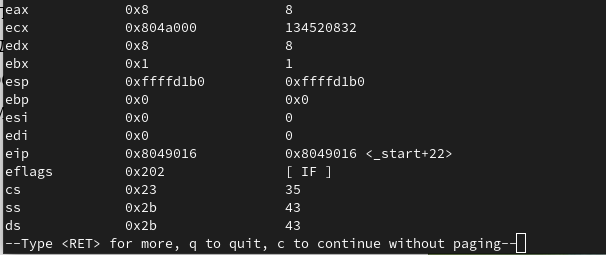 eax 0x8 8
ecx 0x804a000 134520832
edx 0x8 8
ebx 0x1 1
esp 0xffffd1b0 0xffffd1b0
ebp 0x0 0x0
esi 0x0 0
edi 0x0 0
eip 0x8049016 0x8049016 <_start+22>
eflags 0x202 [ IF ]
cs 0x23 35
ss 0x2b 43
ds 0x2b 43
--Type <RET> for more, q to quit, c to continue without paging--